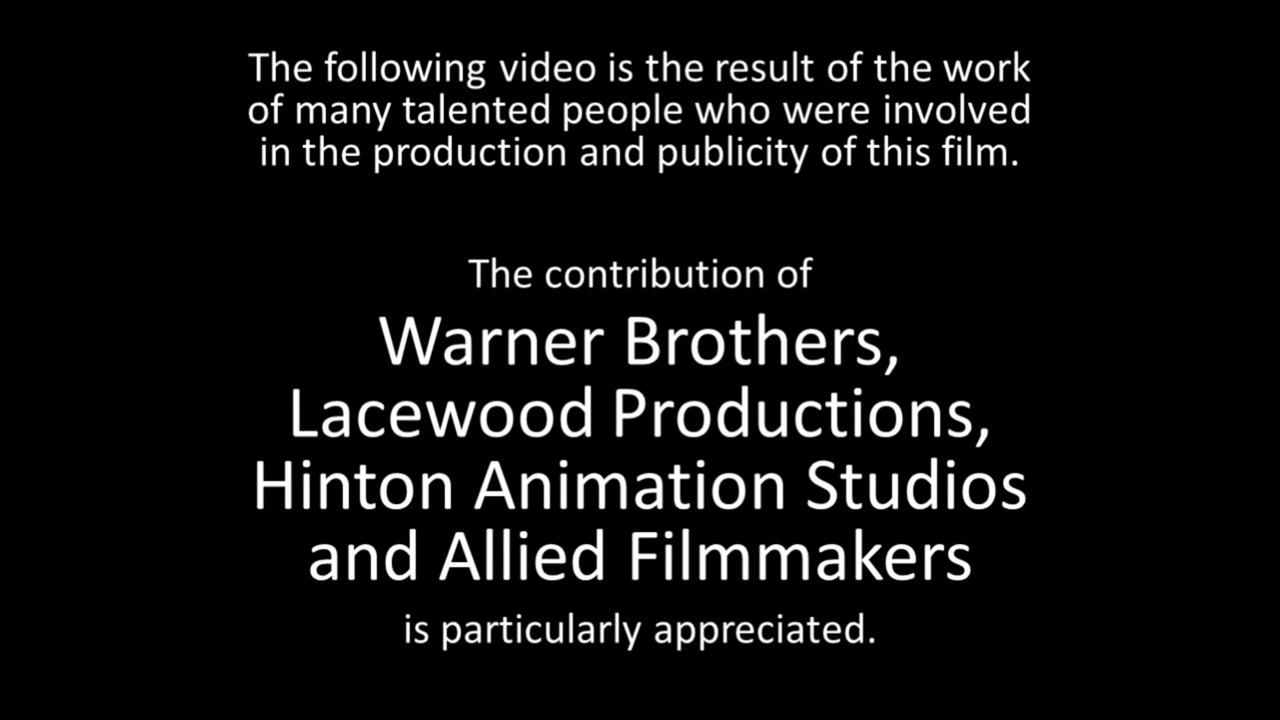 The following video is the result of the work
of many talented people who were involved
in the production and publicity of this film.
The contribution of
Warner Brothers,
Lacewood Productions,
Hinton Animation Studios
and Allied Filmmakers
is particularly appreciated.